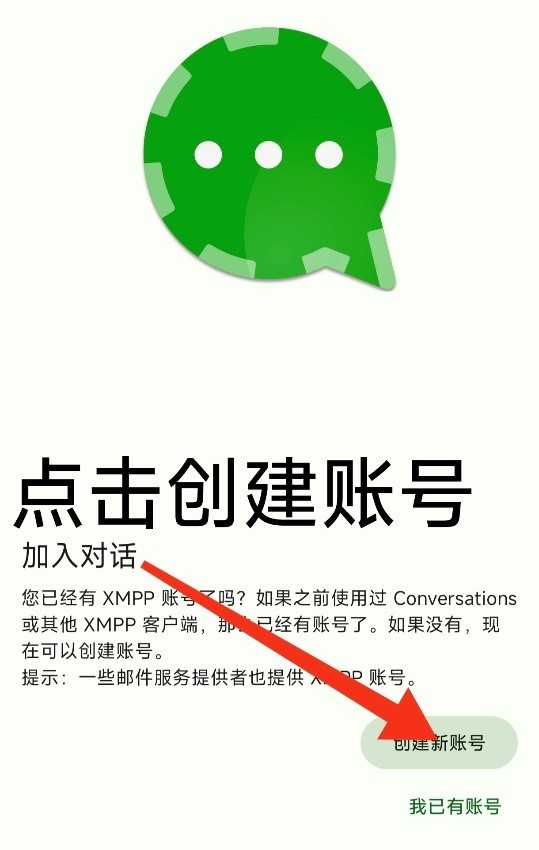 点击创建账号
加入对话
您已经有 XMPP 账号了吗？如果之前使用过 Conversations
或其他 XMPP 客户端，那么已经有账号了。如果没有，现
在可以创建账号。
提示：一些邮件服务提供者也提供 XMPP 账号。
创建新账号
我已有账号